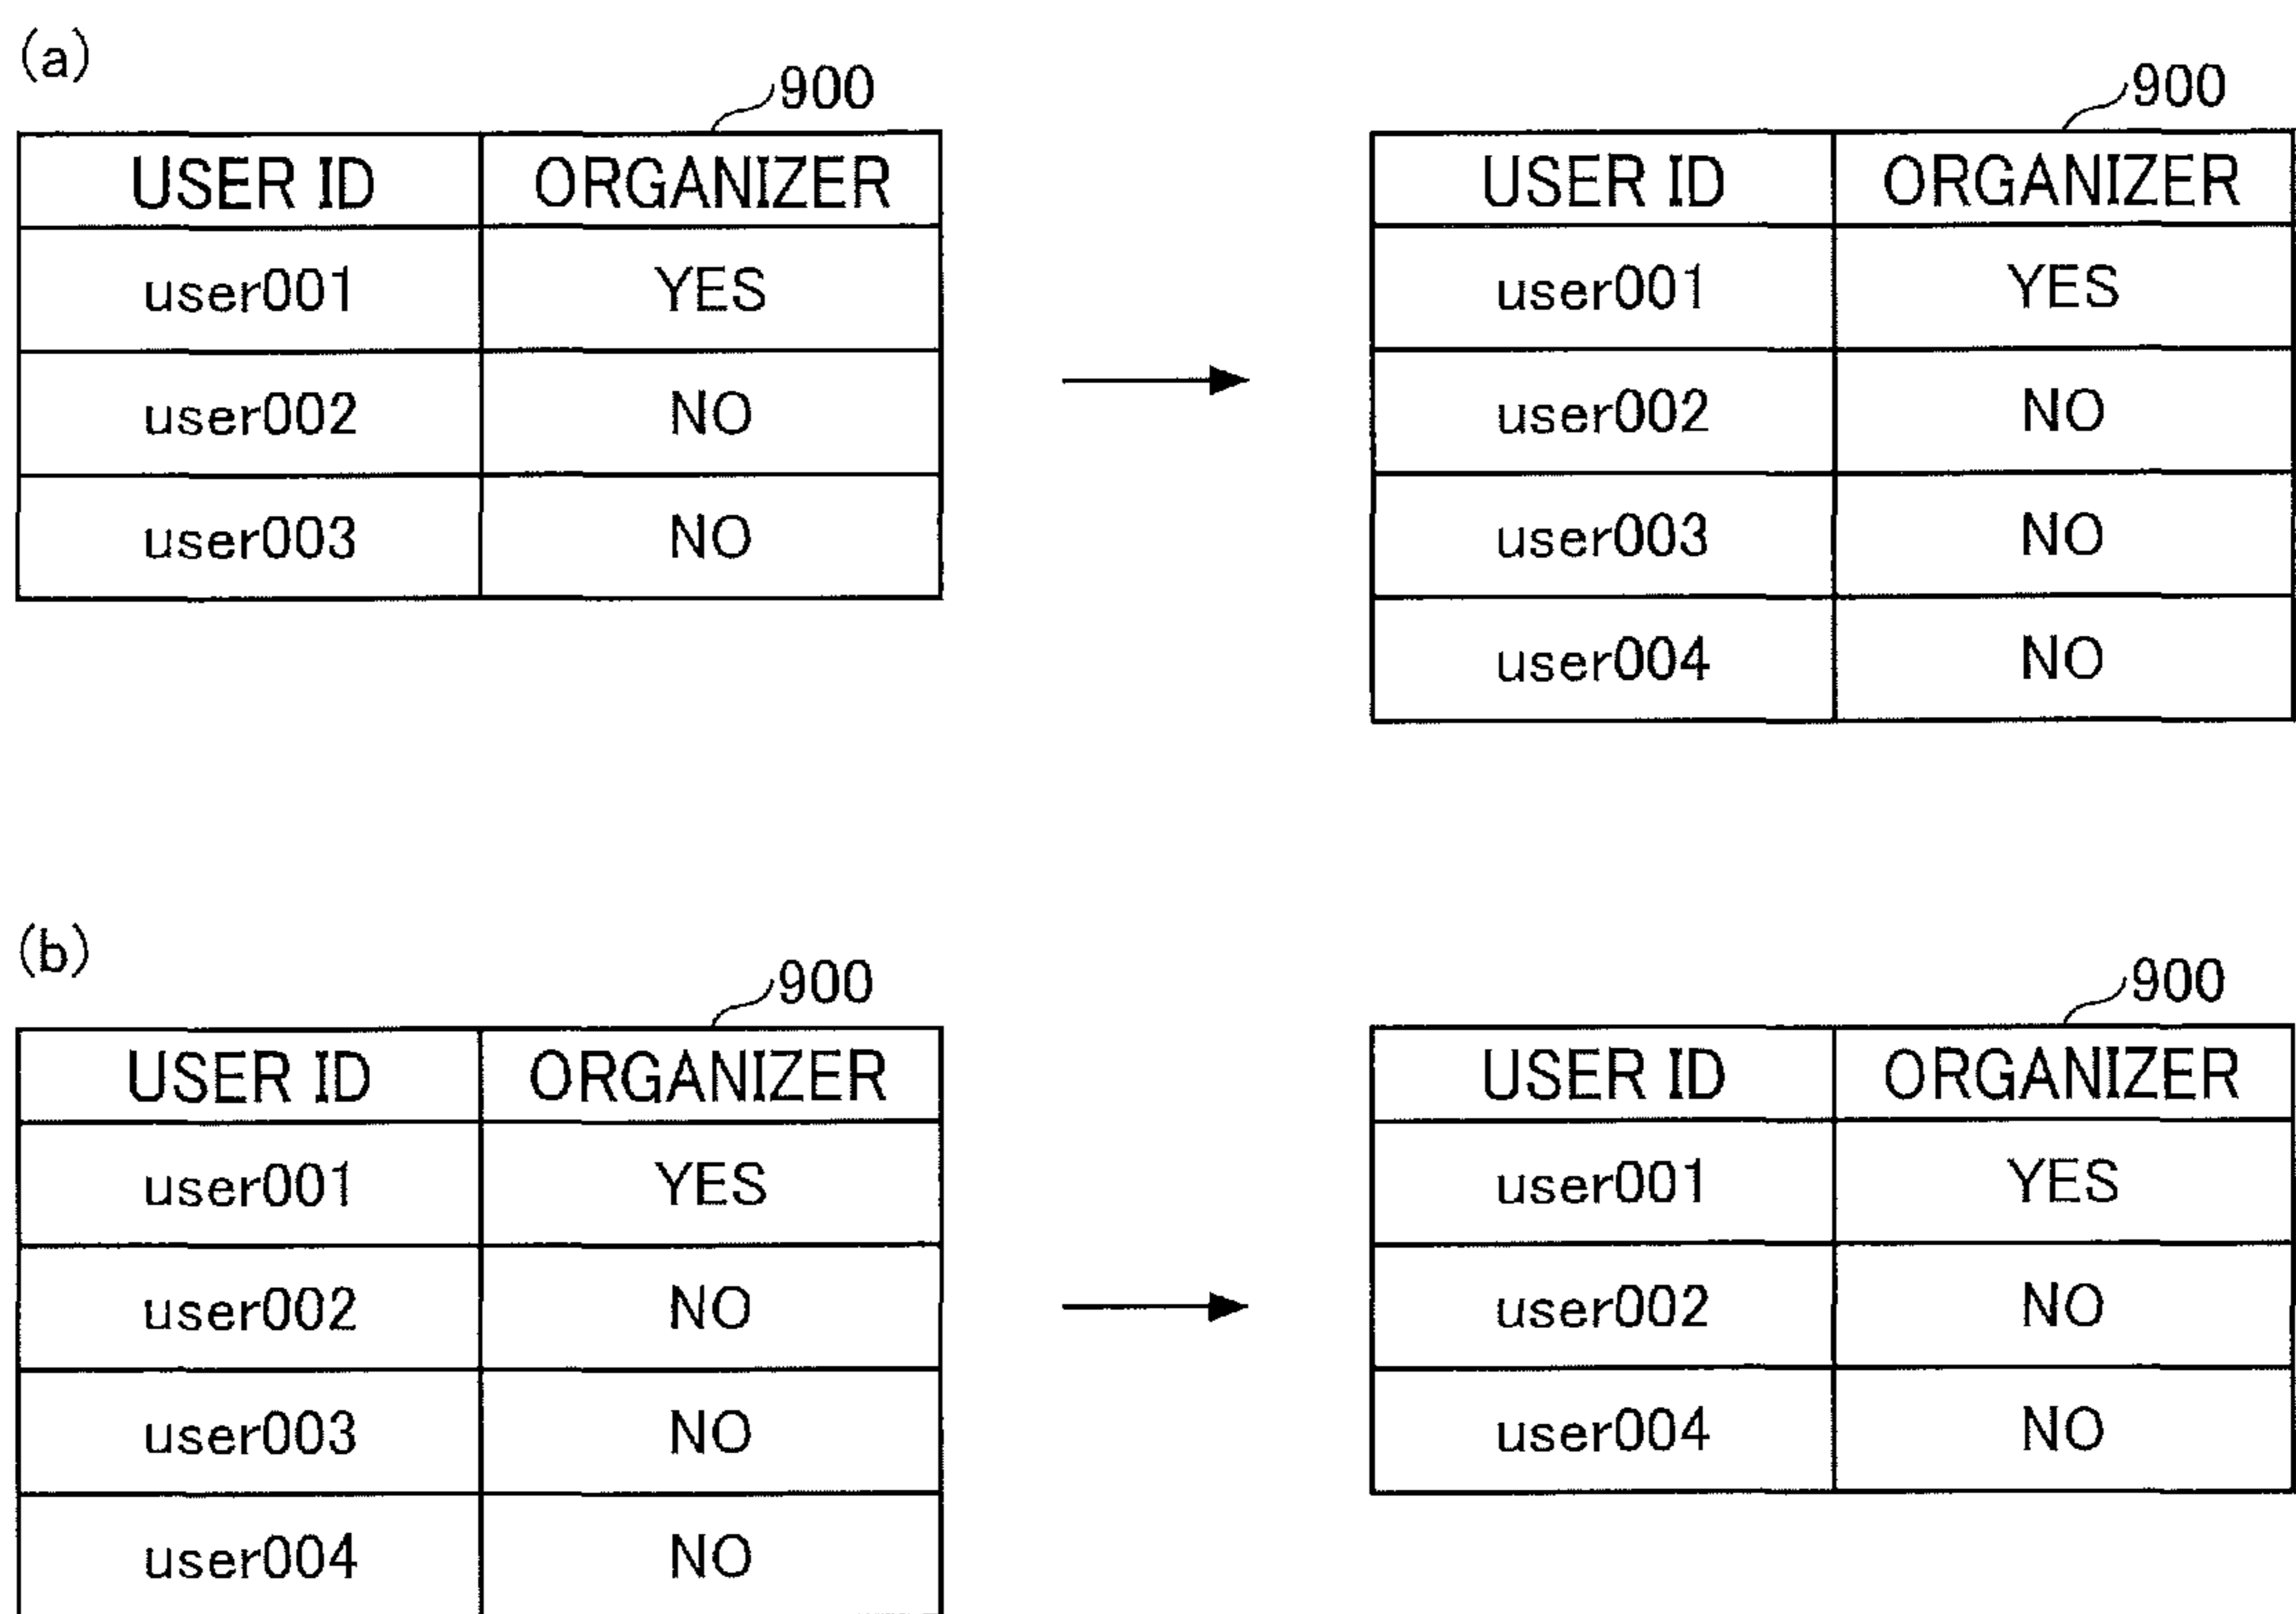 (a)
900
USER ID ORGANIZER
user001 YES
user002 NO
user003 NO
900
USER ID ORGANIZER
user001 YES
user002 NO
user003 NO
user004 NO
(b)
900
USER ID ORGANIZER
user001 YES
user002 NO
user003 NO
user004 NO
900
USER ID ORGANIZER
user001 YES
user002 NO
user004 NO